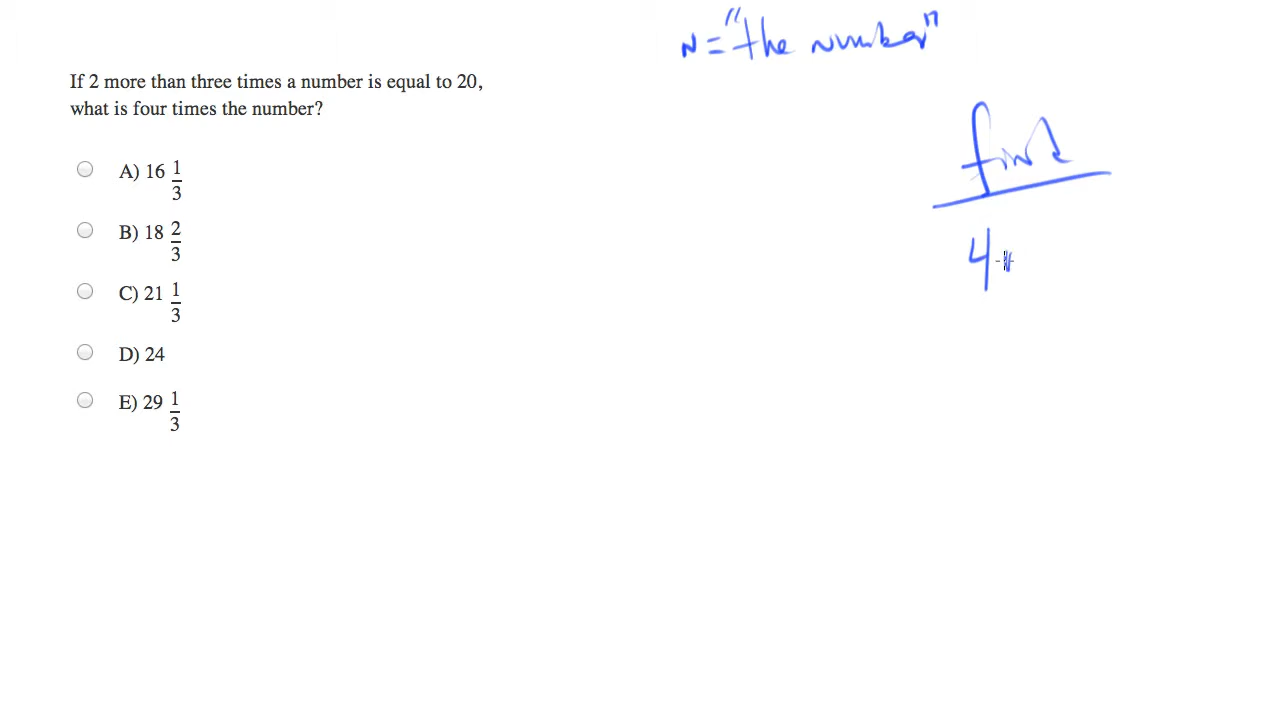 N = "the number"
If 2 more than three times a number is equal to 20,
what is four times the number?
find
A) 16 1/3
B) 18 2/3
4
C) 21 1/3
D) 24
E) 29 1/3